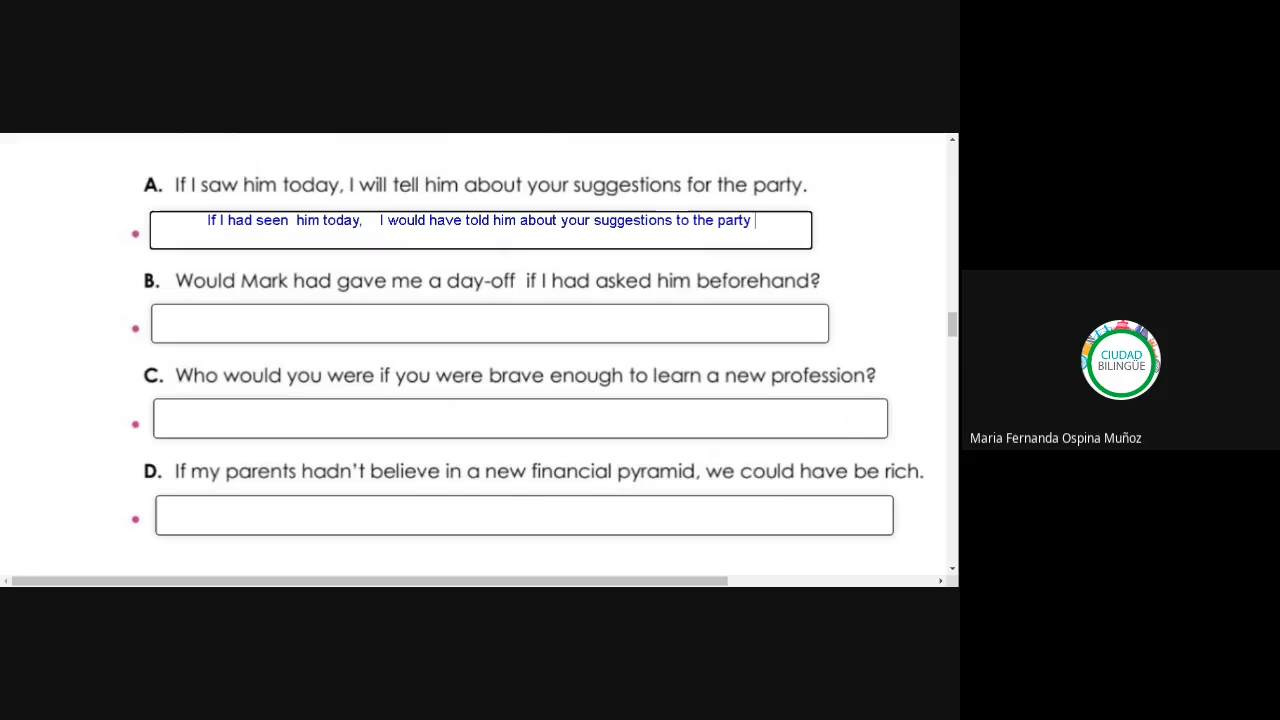 A. If I saw him today, I will tell him about your suggestions for the party.
If I had seen him today, I would have told him about your suggestions to the party
B. Would Mark had gave me a day-off if I had asked him beforehand?
C. Who would you were if you were brave enough to learn a new profession?
D. If my parents hadn't believe in a new financial pyramid, we could have be rich.
CIUDAD
BILINGÜE
Maria Fernanda Ospina Muñoz